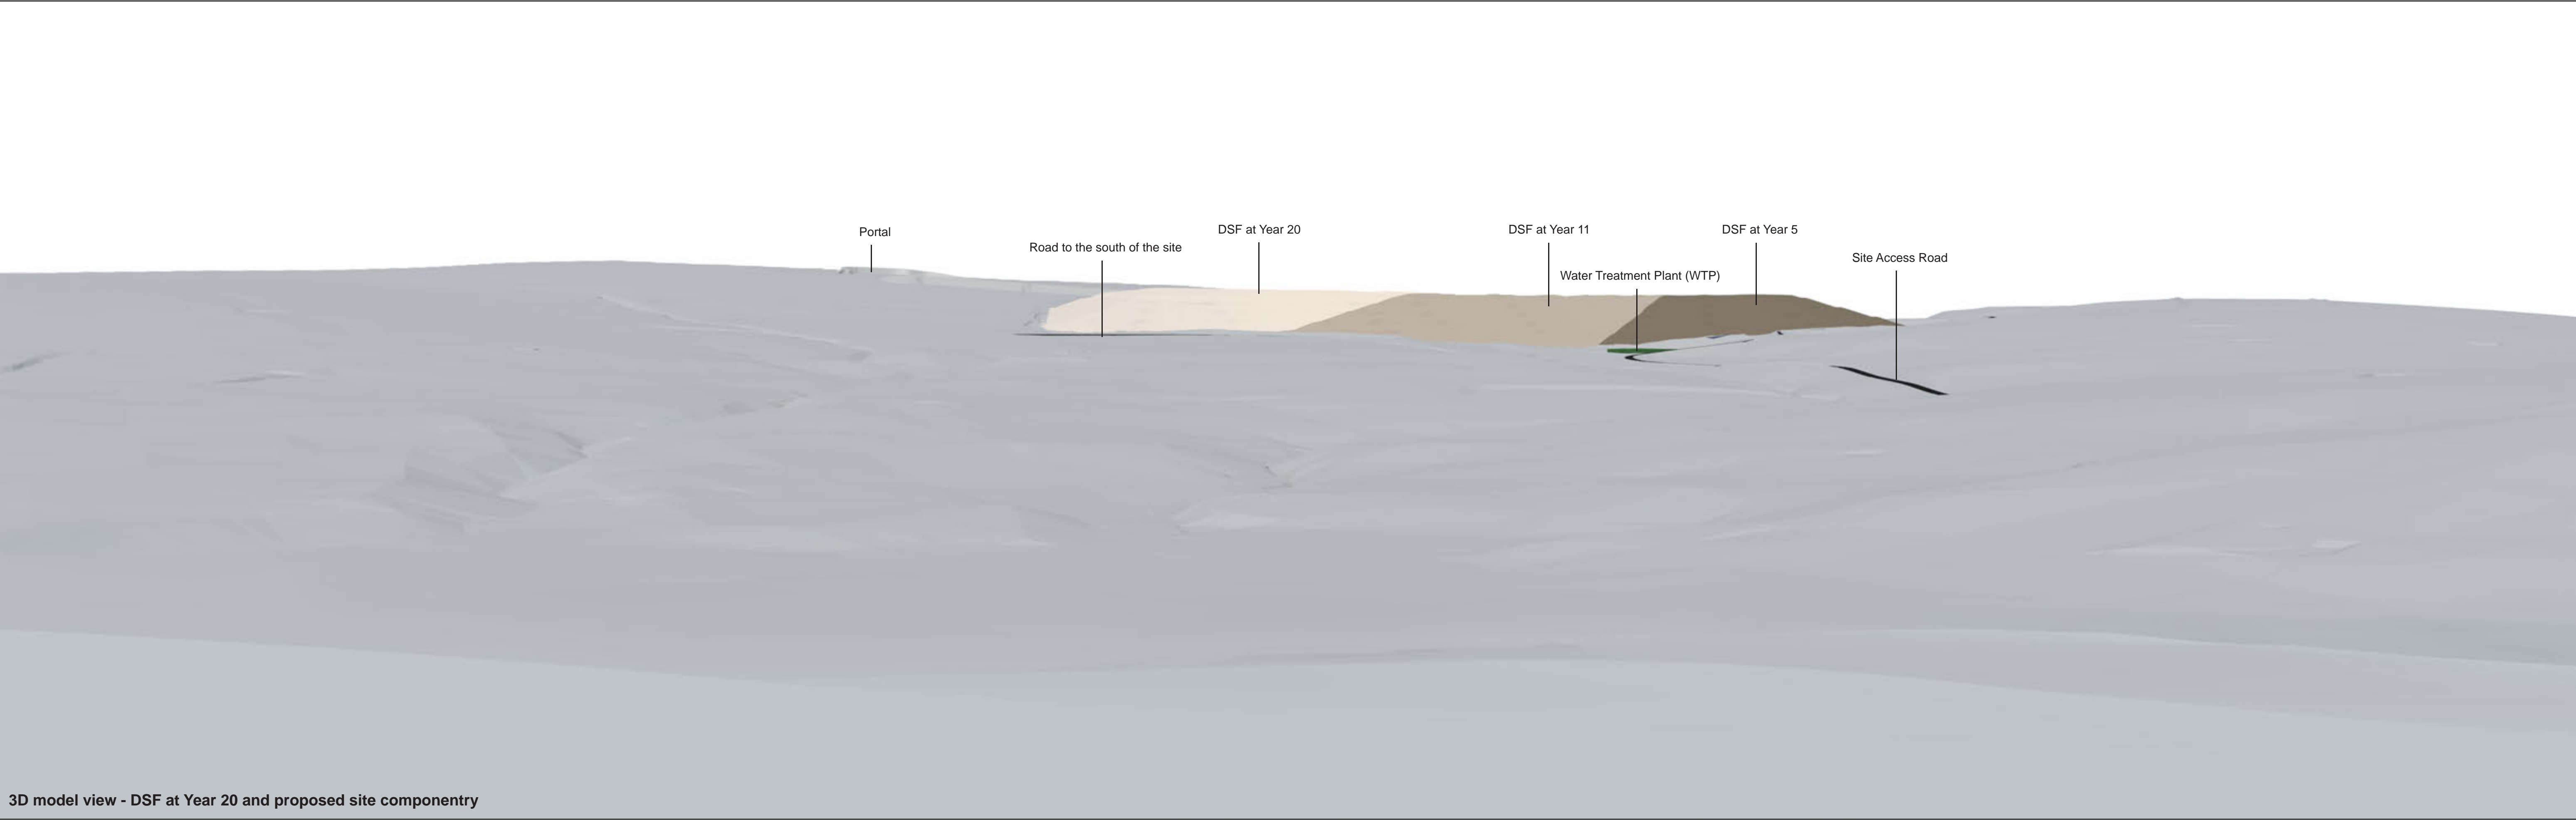 Portal
Road to the south of the site
DSF at Year 20
DSF at Year 11
DSF at Year 5
Water Treatment Plant (WTP)
Site Access Road
3D model view - DSF at Year 20 and proposed site componentry